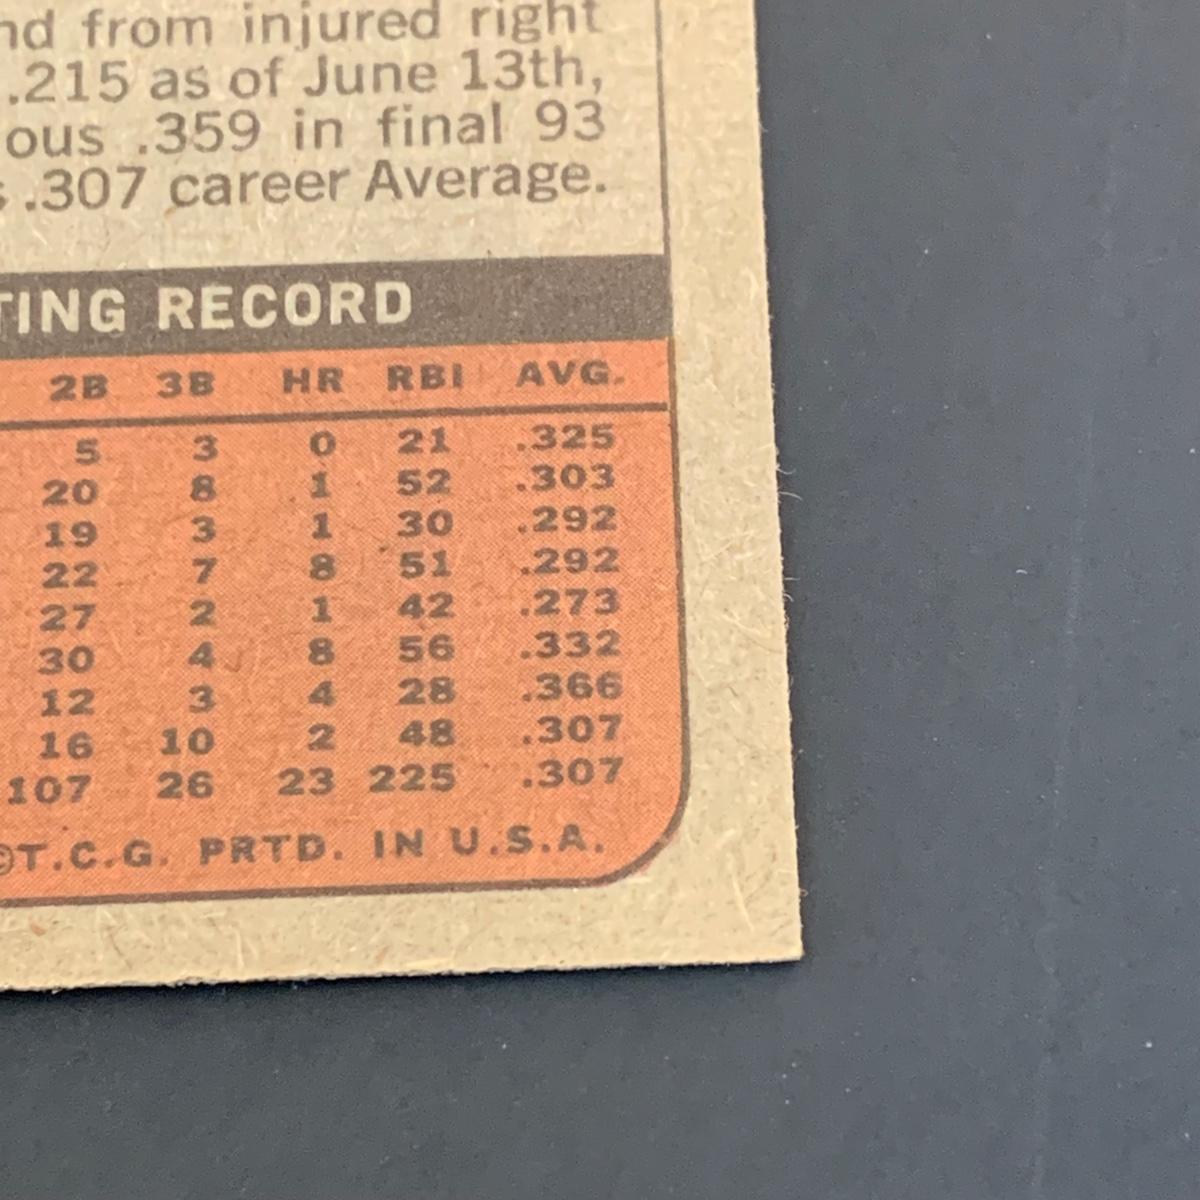 nd from injured right
.215 as of June 13th,
ous .359 in final 93
s .307 career Average.
TING RECORD
2B 3B HR RBI AVG.
5 3 0 21 .325
20 8 1 52 .303
19 3 1 30 .292
22 7 8 51 .292
27 2 1 42 .273
30 4 8 56 .332
12 3 4 28 .366
16 10 2 48 .307
107 26 23 225 .307
©T.C.G. PRTD. IN U.S.A.